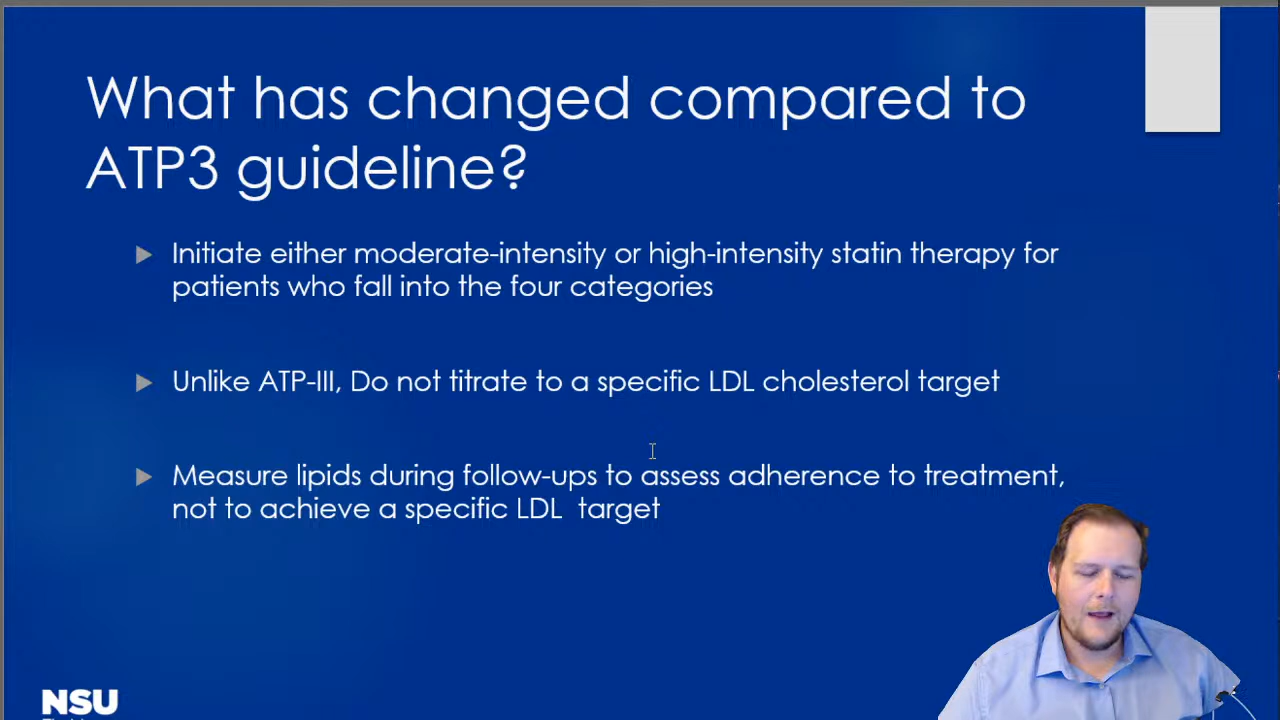 What has changed compared to
ATP3 guideline?
Initiate either moderate-intensity or high-intensity statin therapy for
patients who fall into the four categories
Unlike ATP-III, Do not titrate to a specific LDL cholesterol target
Measure lipids during follow-ups to assess adherence to treatment,
not to achieve a specific LDL  target
NSU